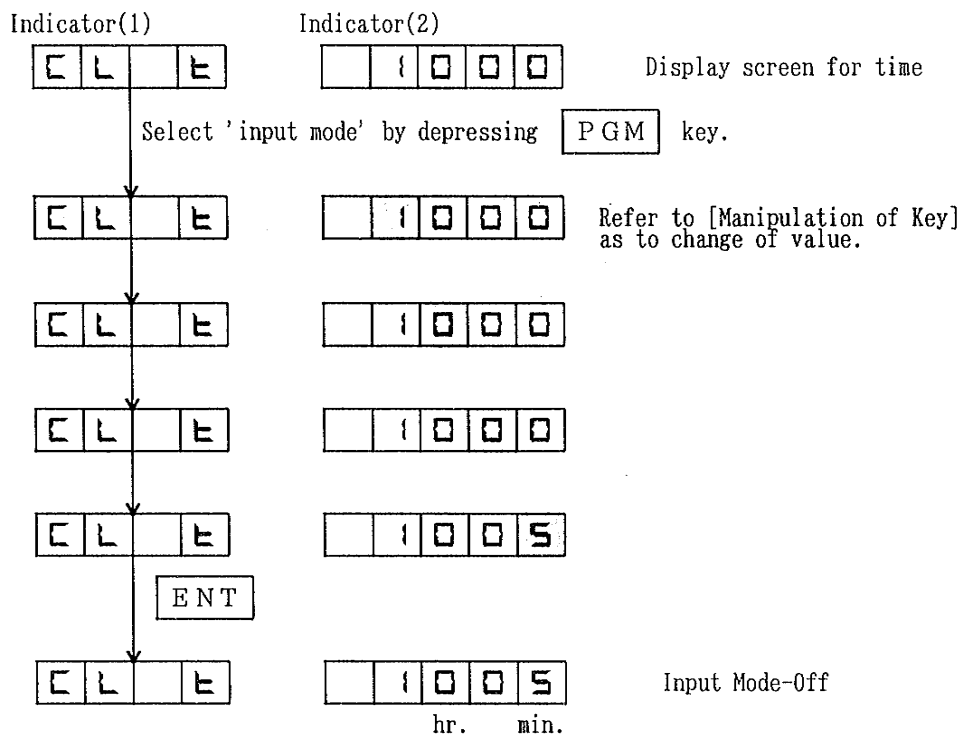 Indicator(1) Indicator(2)
CL t 1000 Display screen for time
Select 'input mode' by depressing PGM key.
CL t 1000 Refer to [Manipulation of Key]
as to change of value.
CL t 1000
CL t 1000
CL t 1005
ENT
CL t 1005 Input Mode-Off
hr. min.